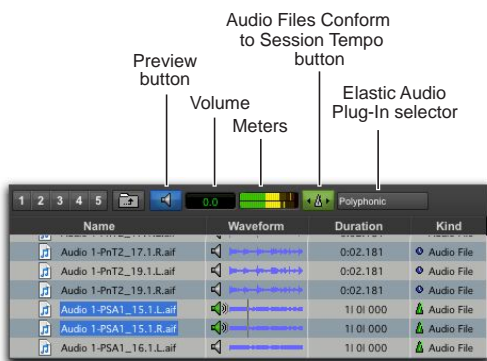 Audio Files Conform
to Session Tempo
button
Preview
button
Elastic Audio
Plug-In selector
Volume
Meters
1 2 3 4 5 0.0 Polyphonic
Name Waveform Duration Kind
Audio 1-PnT2_17.1.R.aif 0:02.181 Audio File
Audio 1-PnT2_19.1.L.aif 0:02.181 Audio File
Audio 1-PnT2_19.1.R.aif 0:02.181 Audio File
Audio 1-PSA1_15.1.L.aif 1| 0| 000 Audio File
Audio 1-PSA1_15.1.R.aif 1| 0| 000 Audio File
Audio 1-PSA1_16.1.L.aif 1| 0| 000 Audio File